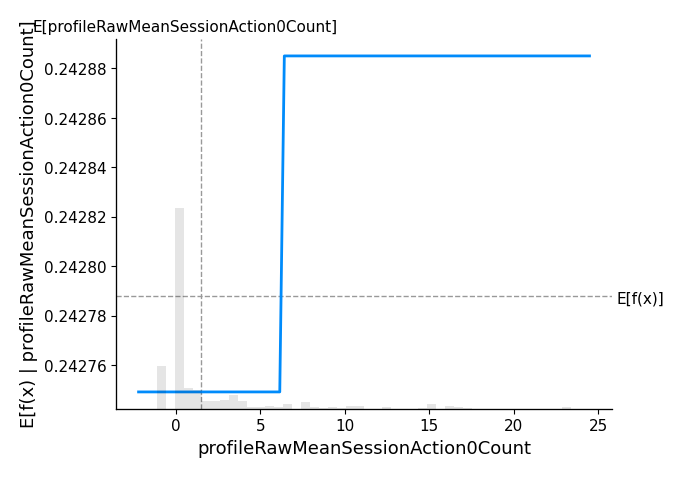 E[profileRawMeanSessionAction0Count]
E[f(x) | profileRawMeanSessionAction0Count]
0.24288
0.24286
0.24284
0.24282
0.24280
0.24278
0.24276
E[f(x)]
0 5 10 15 20 25
profileRawMeanSessionAction0Count